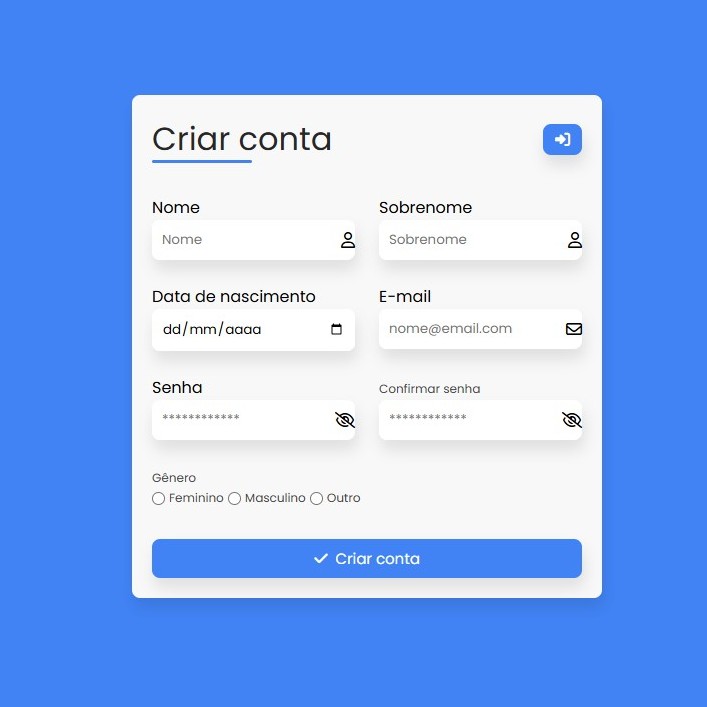 Criar conta
Nome
Sobrenome
Nome
Sobrenome
Data de nascimento
E-mail
dd/mm/aaaa
nome@email.com
Senha
Confirmar senha
************
************
Gênero
Feminino Masculino Outro
Criar conta